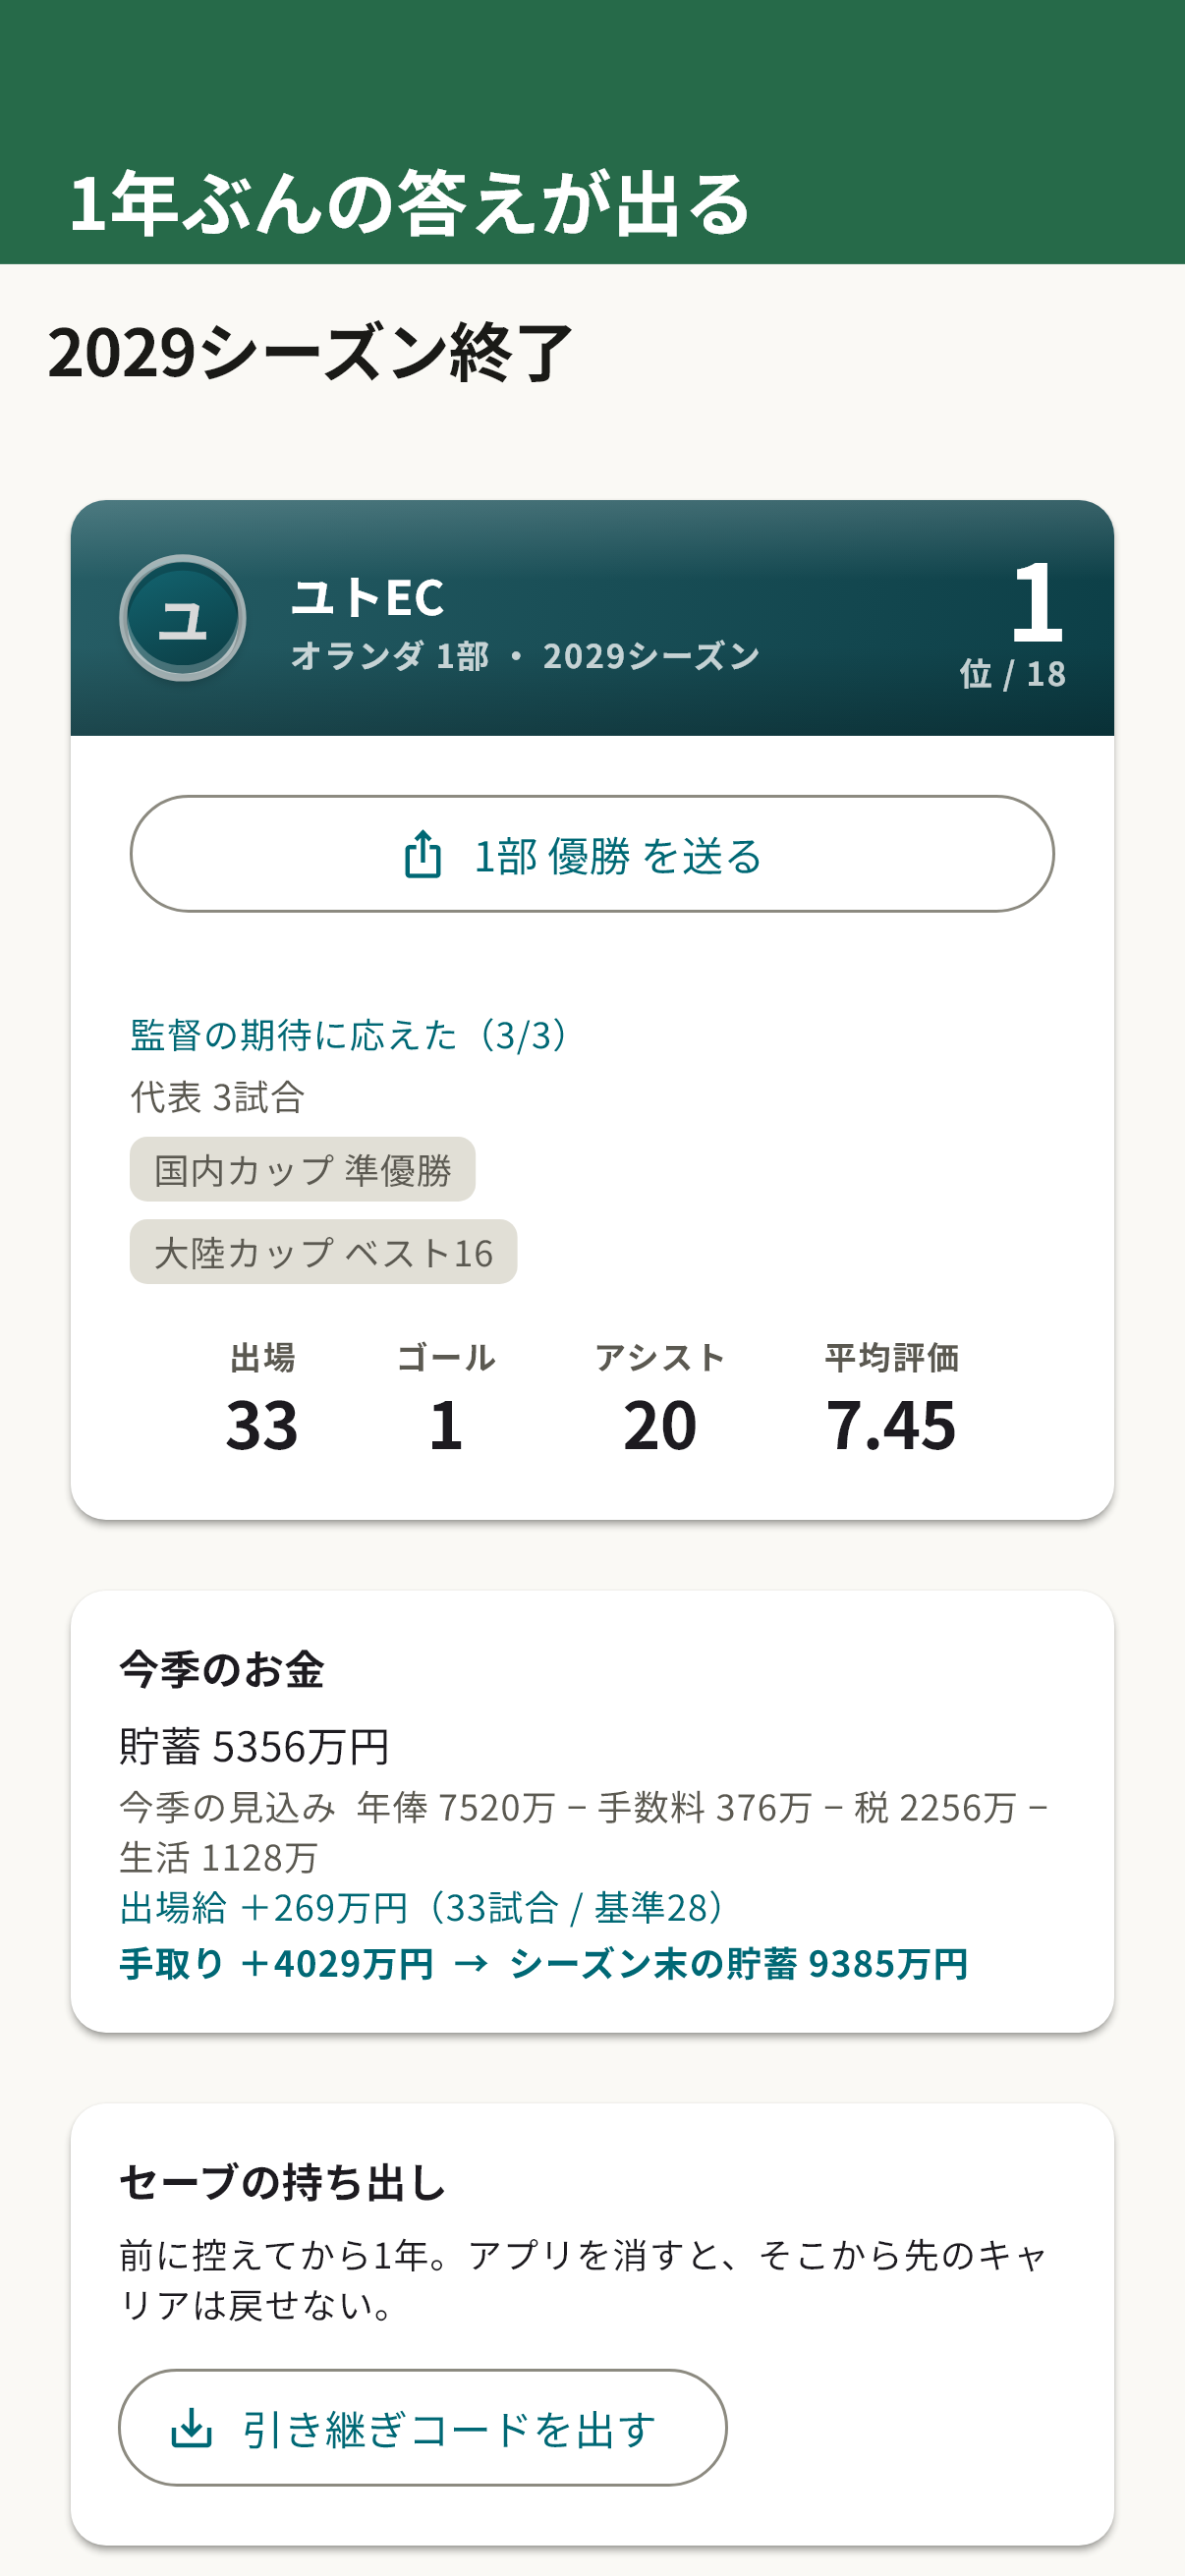 1年ぶんの答えが出る
2029シーズン終了
ユ
ユトEC
オランダ 1部 ・ 2029シーズン
1
位 / 18
1部 優勝 を送る
監督の期待に応えた（3/3）
代表 3試合
国内カップ 準優勝
大陸カップ ベスト16
出場 ゴール アシスト 平均評価
33 1 20 7.45
今季のお金
貯蓄 5356万円
今季の見込み 年俸 7520万 − 手数料 376万 − 税 2256万 −
生活 1128万
出場給 ＋269万円（33試合 / 基準28）
手取り ＋4029万円 → シーズン末の貯蓄 9385万円
セーブの持ち出し
前に控えてから1年。アプリを消すと、そこから先のキャ
リアは戻せない。
引き継ぎコードを出す